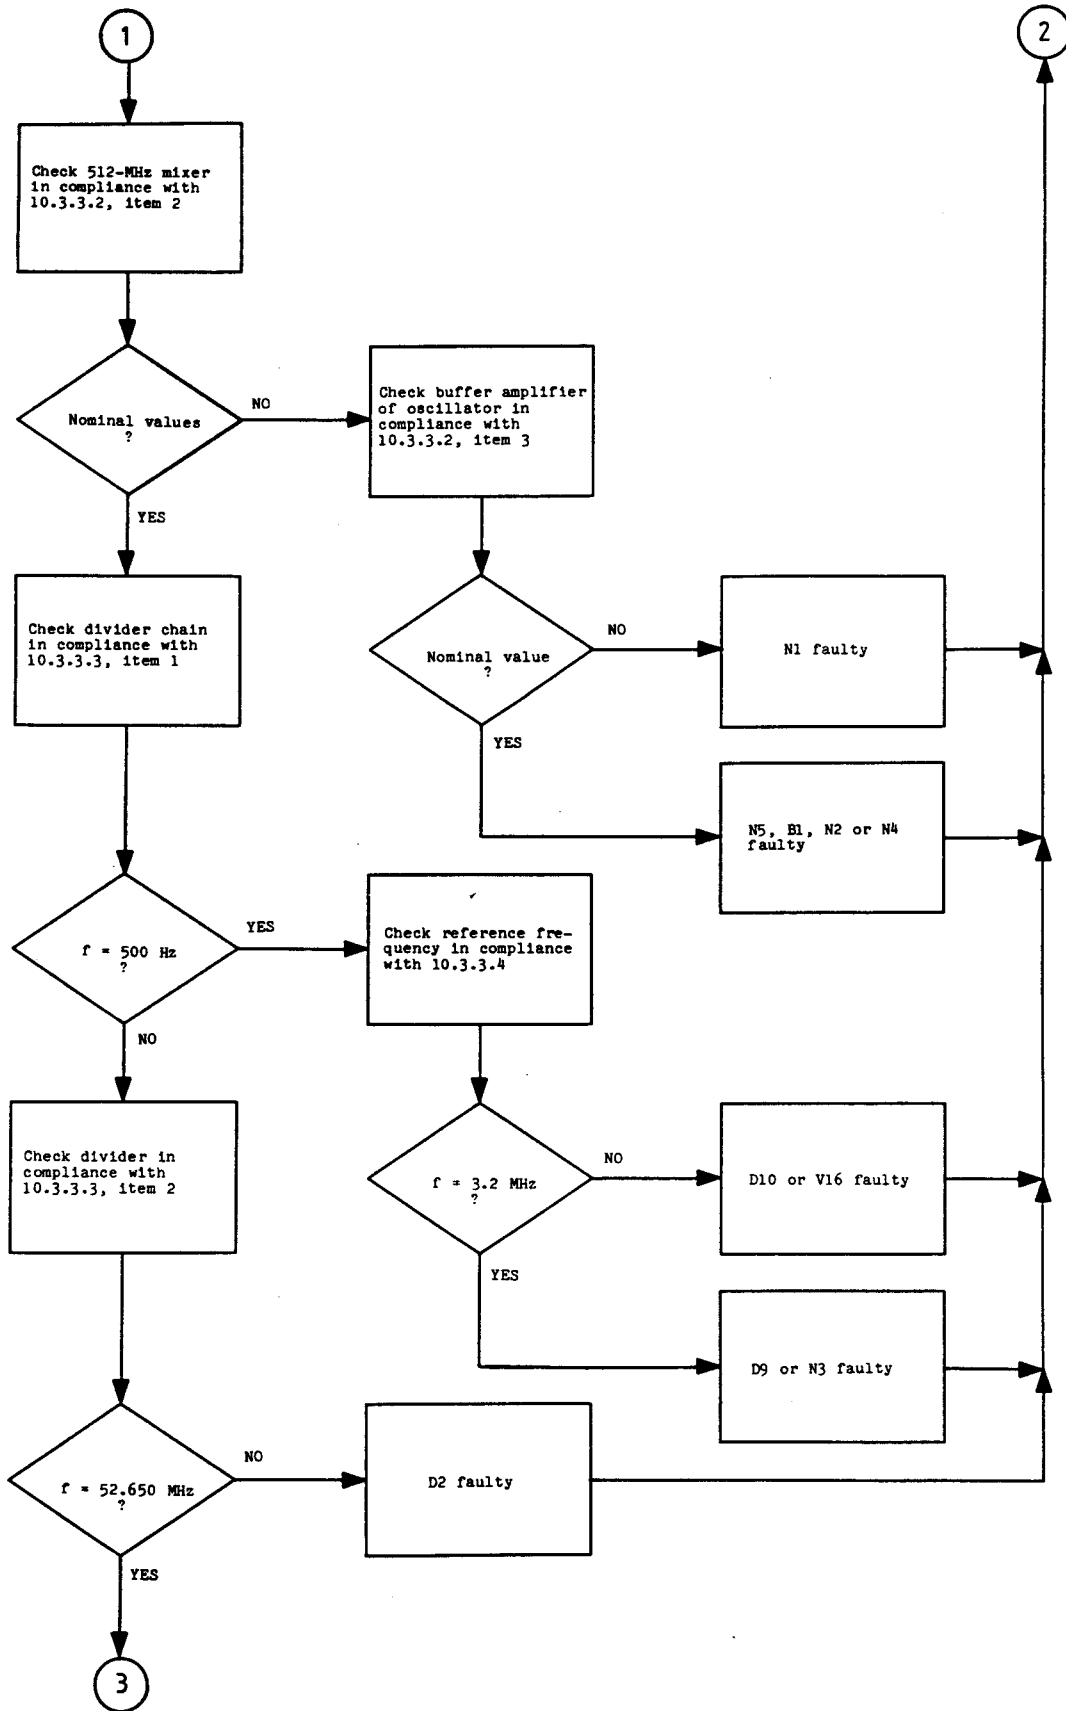 1
2
Check 512-MHz mixer
in compliance with
10.3.3.2, item 2
Nominal values
?
NO
YES
Check buffer amplifier
of oscillator in
compliance with
10.3.3.2, item 3
Check divider chain
in compliance with
10.3.3.3, item 1
Nominal value
?
NO
YES
N1 faulty
N5, B1, N2 or N4
faulty
f = 500 Hz
?
YES
NO
Check reference fre-
quency in compliance
with 10.3.3.4
Check divider in
compliance with
10.3.3.3, item 2
f = 3.2 MHz
?
NO
YES
D10 or V16 faulty
D9 or N3 faulty
f = 52.650 MHz
?
NO
YES
D2 faulty
3